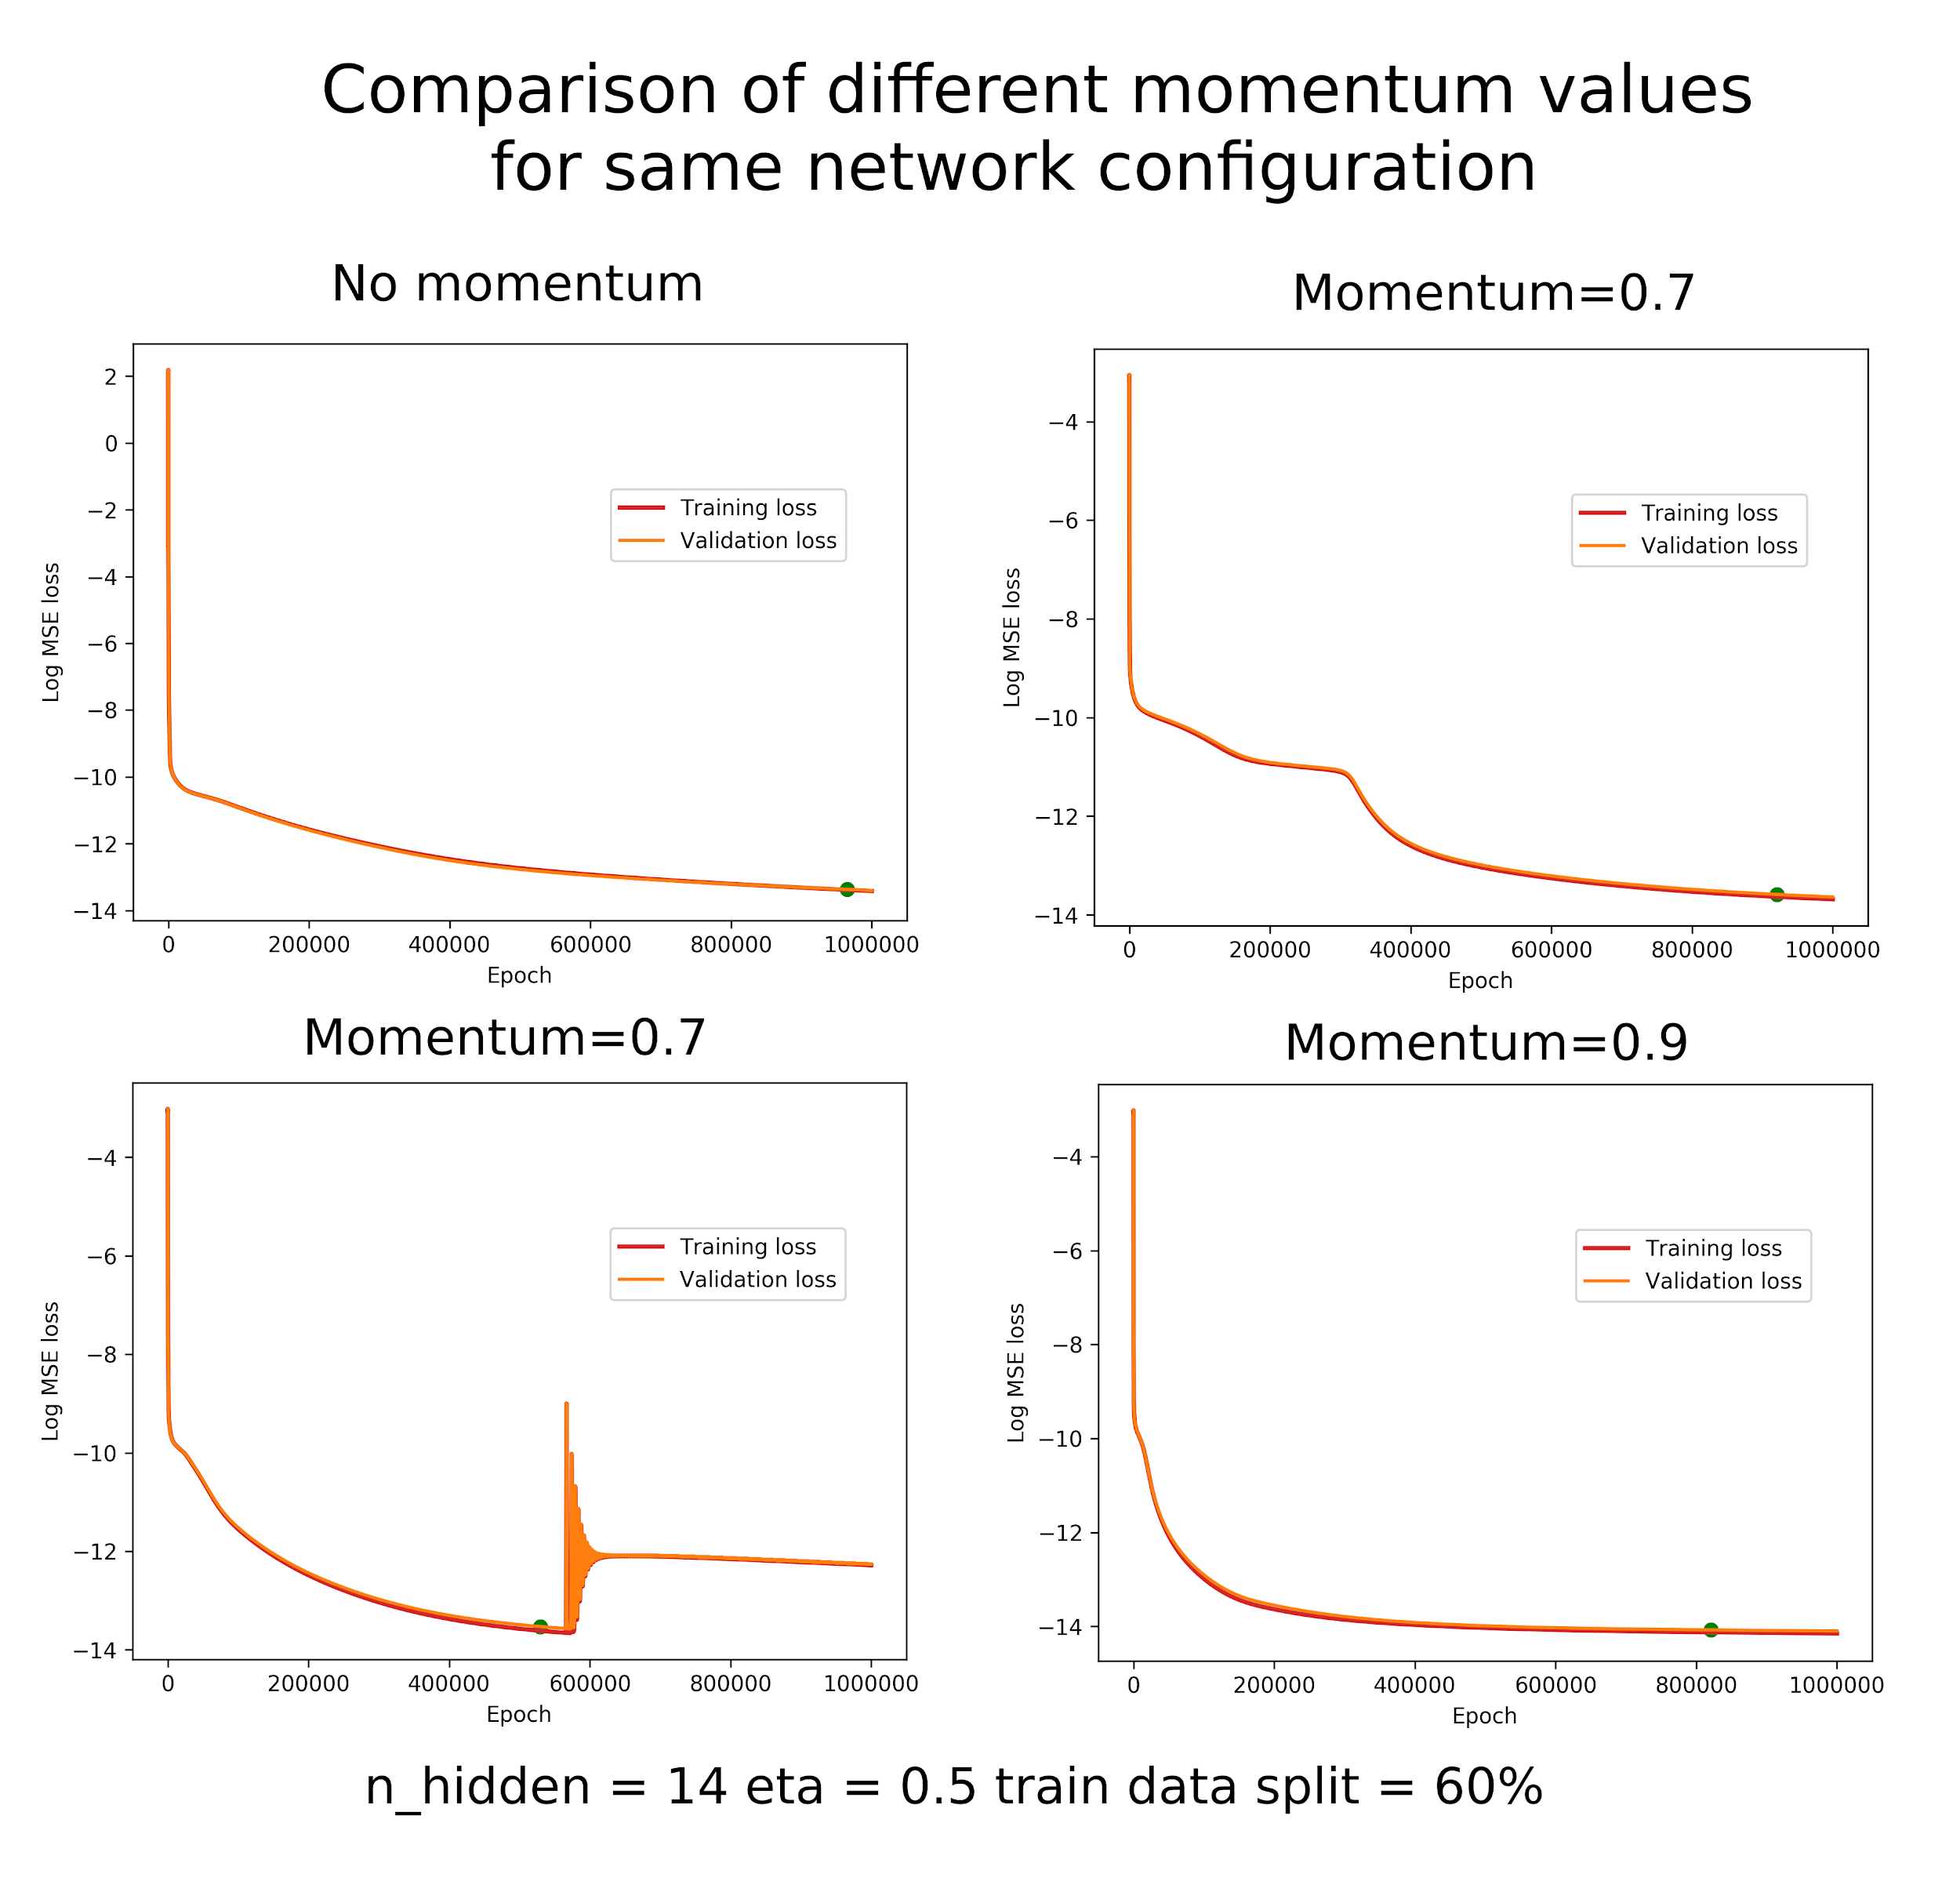 Comparison of different momentum values
for same network configuration
No momentum
2
0
−2
−4
−6
−8
−10
−12
−14
Log MSE loss
Training loss
Validation loss
0 200000 400000 600000 800000 1000000
Epoch
Momentum=0.7
−4
−6
−8
−10
−12
−14
Log MSE loss
Training loss
Validation loss
0 200000 400000 600000 800000 1000000
Epoch
Momentum=0.7
−4
−6
−8
−10
−12
−14
Log MSE loss
Training loss
Validation loss
0 200000 400000 600000 800000 1000000
Epoch
Momentum=0.9
−4
−6
−8
−10
−12
−14
Log MSE loss
Training loss
Validation loss
0 200000 400000 600000 800000 1000000
Epoch
n_hidden = 14 eta = 0.5 train data split = 60%